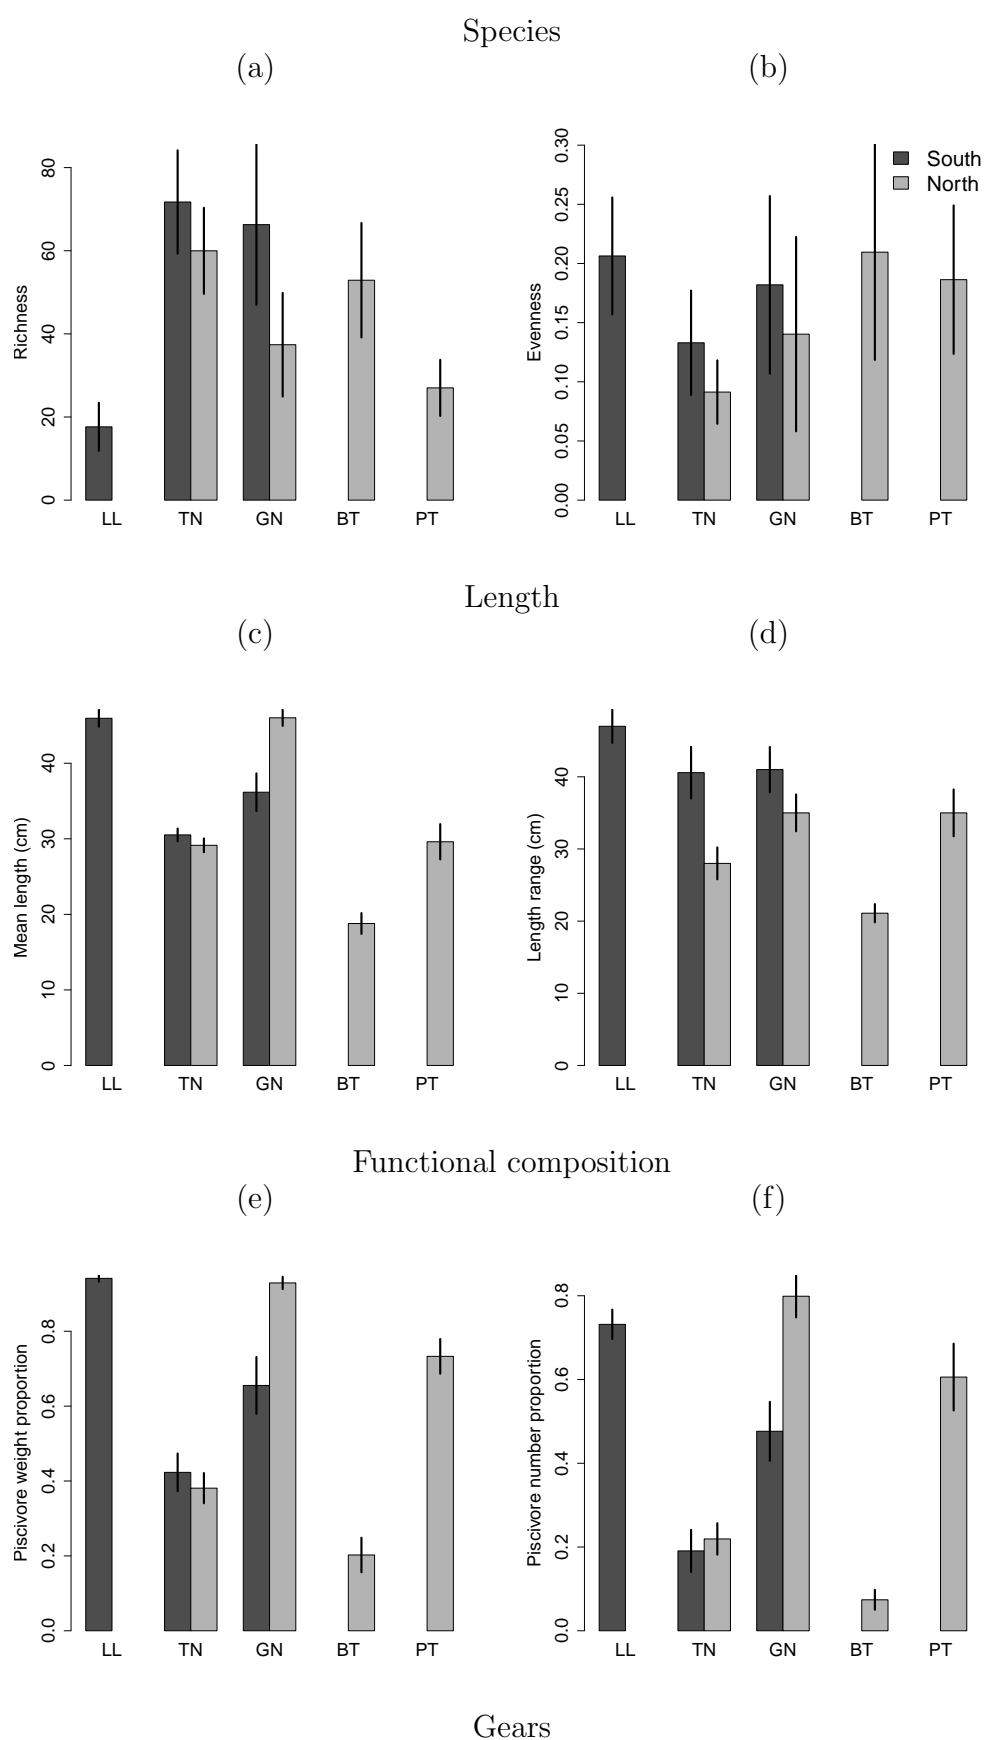 Species
(a)
(b)
Richness
0
20
40
60
80
LL
TN
GN
BT
PT
Evenness
0.00
0.05
0.10
0.15
0.20
0.25
0.30
South
North
LL
TN
GN
BT
PT
Length
(c)
(d)
Mean length (cm)
0
10
20
30
40
LL
TN
GN
BT
PT
Length range (cm)
0
10
20
30
40
LL
TN
GN
BT
PT
Functional composition
(e)
(f)
Piscivore weight proportion
0.0
0.2
0.4
0.6
0.8
LL
TN
GN
BT
PT
Piscivore number proportion
0.0
0.2
0.4
0.6
0.8
LL
TN
GN
BT
PT
Gears